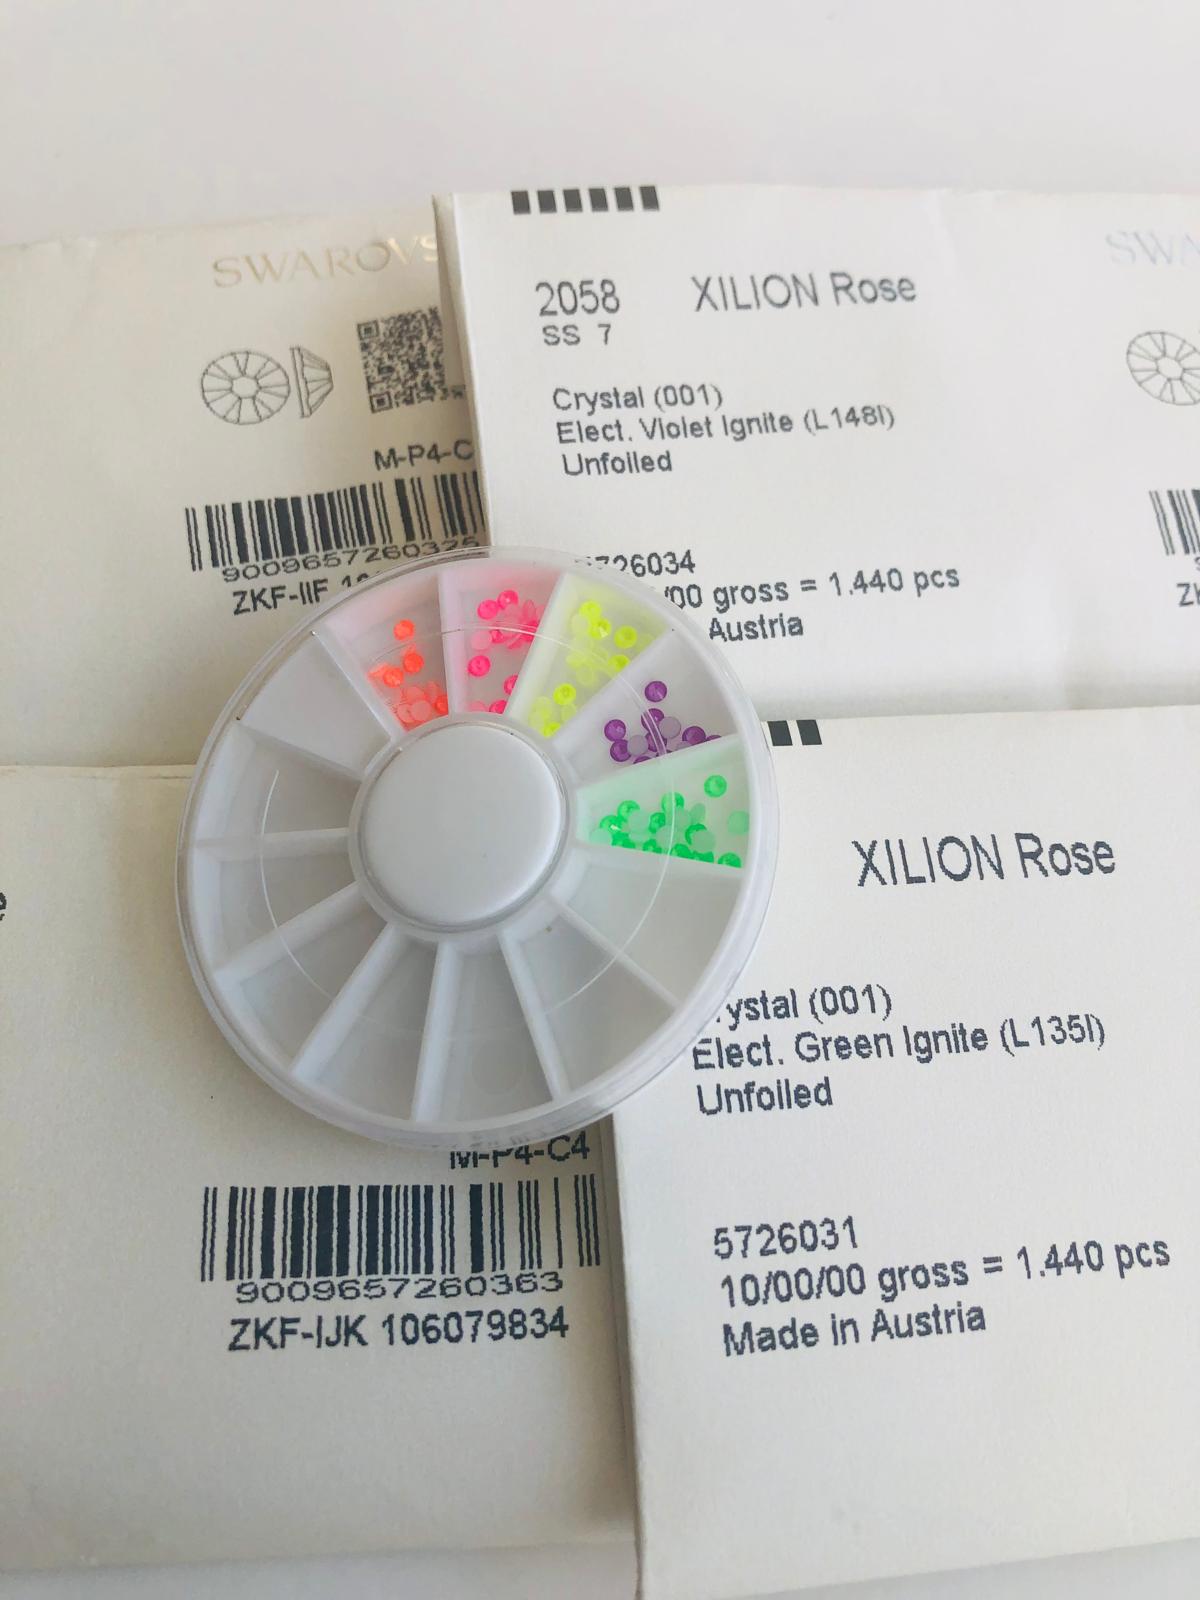 SWAROVS
M-P4-C
9009657260325
ZKF-IIF
2058 XILION Rose
SS 7
Crystal (001)
Elect. Violet Ignite (L148I)
Unfoiled
5726034
/00 gross = 1.440 pcs
Austria
SWA
XILION Rose
rystal (001)
Elect. Green Ignite (L135I)
Unfoiled
5726031
10/00/00 gross = 1.440 pcs
Made in Austria
M-P4-C4
9009657260363
ZKF-IJK 106079834